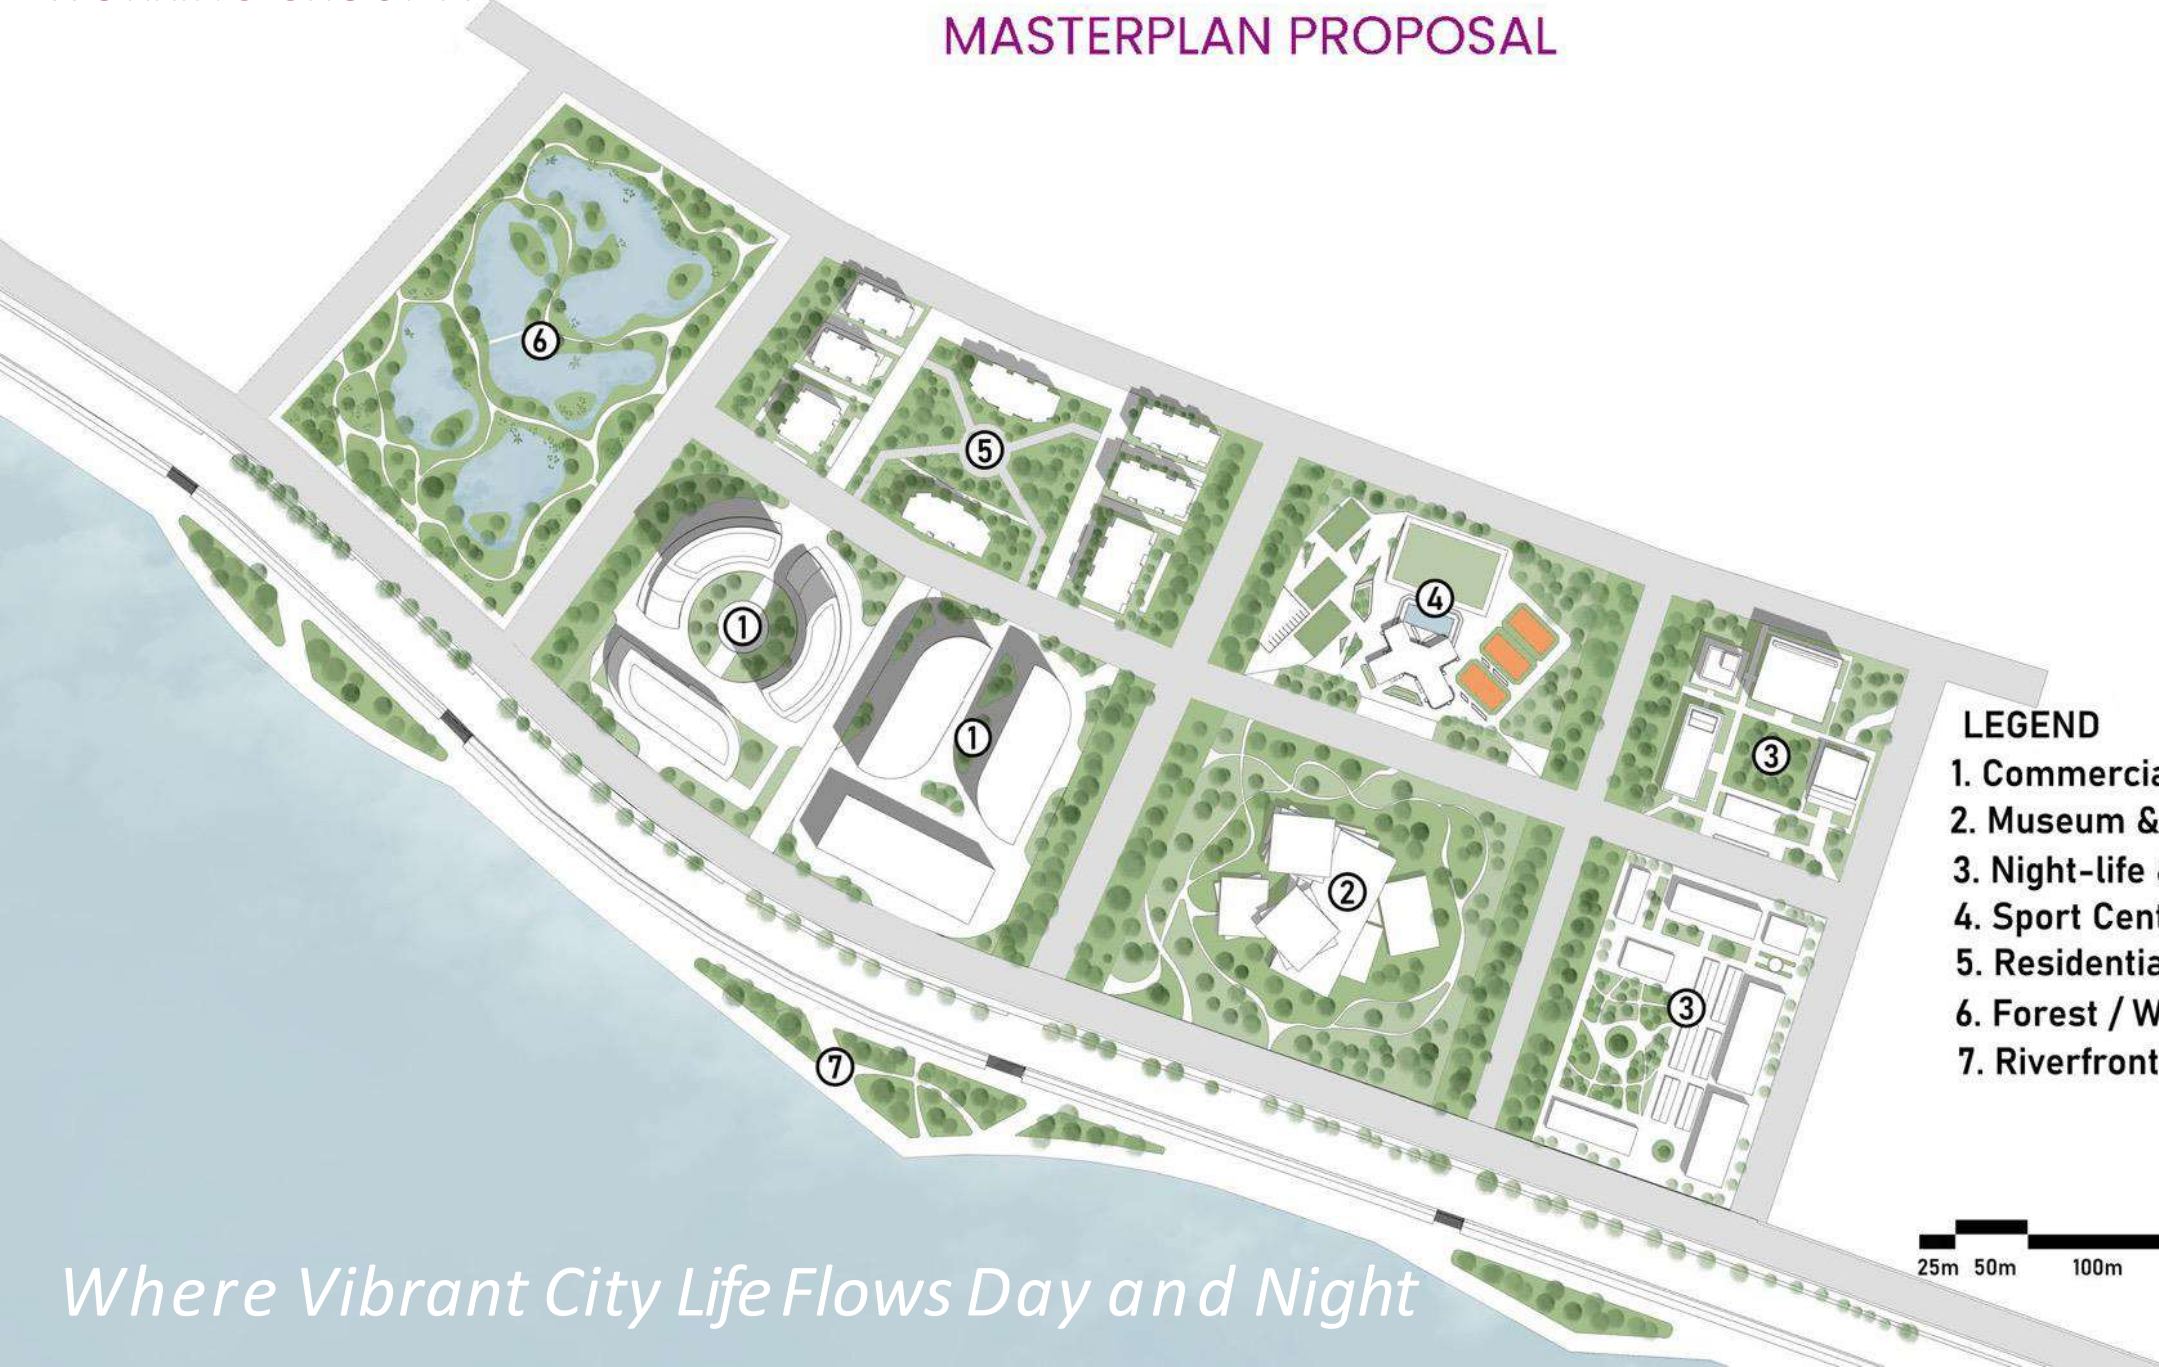 MASTERPLAN PROPOSAL
6
5
4
1
1
3
2
3
7
LEGEND
1. Commercia
2. Museum &
3. Night-life
4. Sport Cent
5. Residentia
6. Forest / W
7. Riverfront
25m 50m 100m
Where Vibrant City Life Flows Day and Night